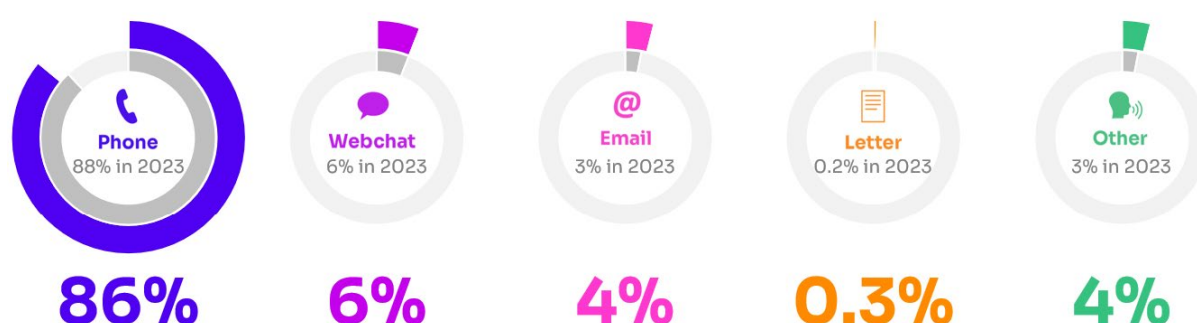 Phone
88% in 2023
86%
Webchat
6% in 2023
6%
@
Email
3% in 2023
4%
Letter
0.2% in 2023
0.3%
Other
3% in 2023
4%